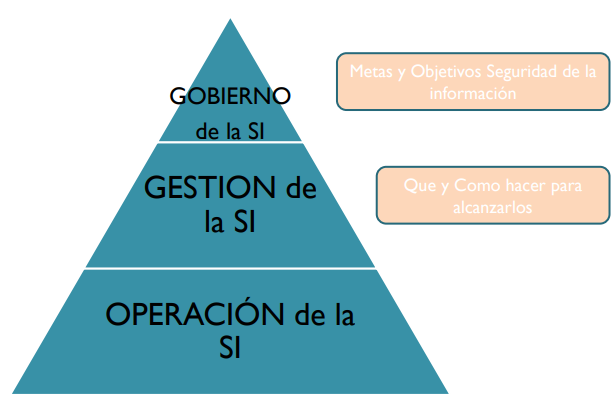 GOBIERNO
de la SI
Metas y Objetivos Seguridad de la
información
GESTION de
la SI
Que y Como hacer para
alcanzarlos
OPERACIÓN de la
SI